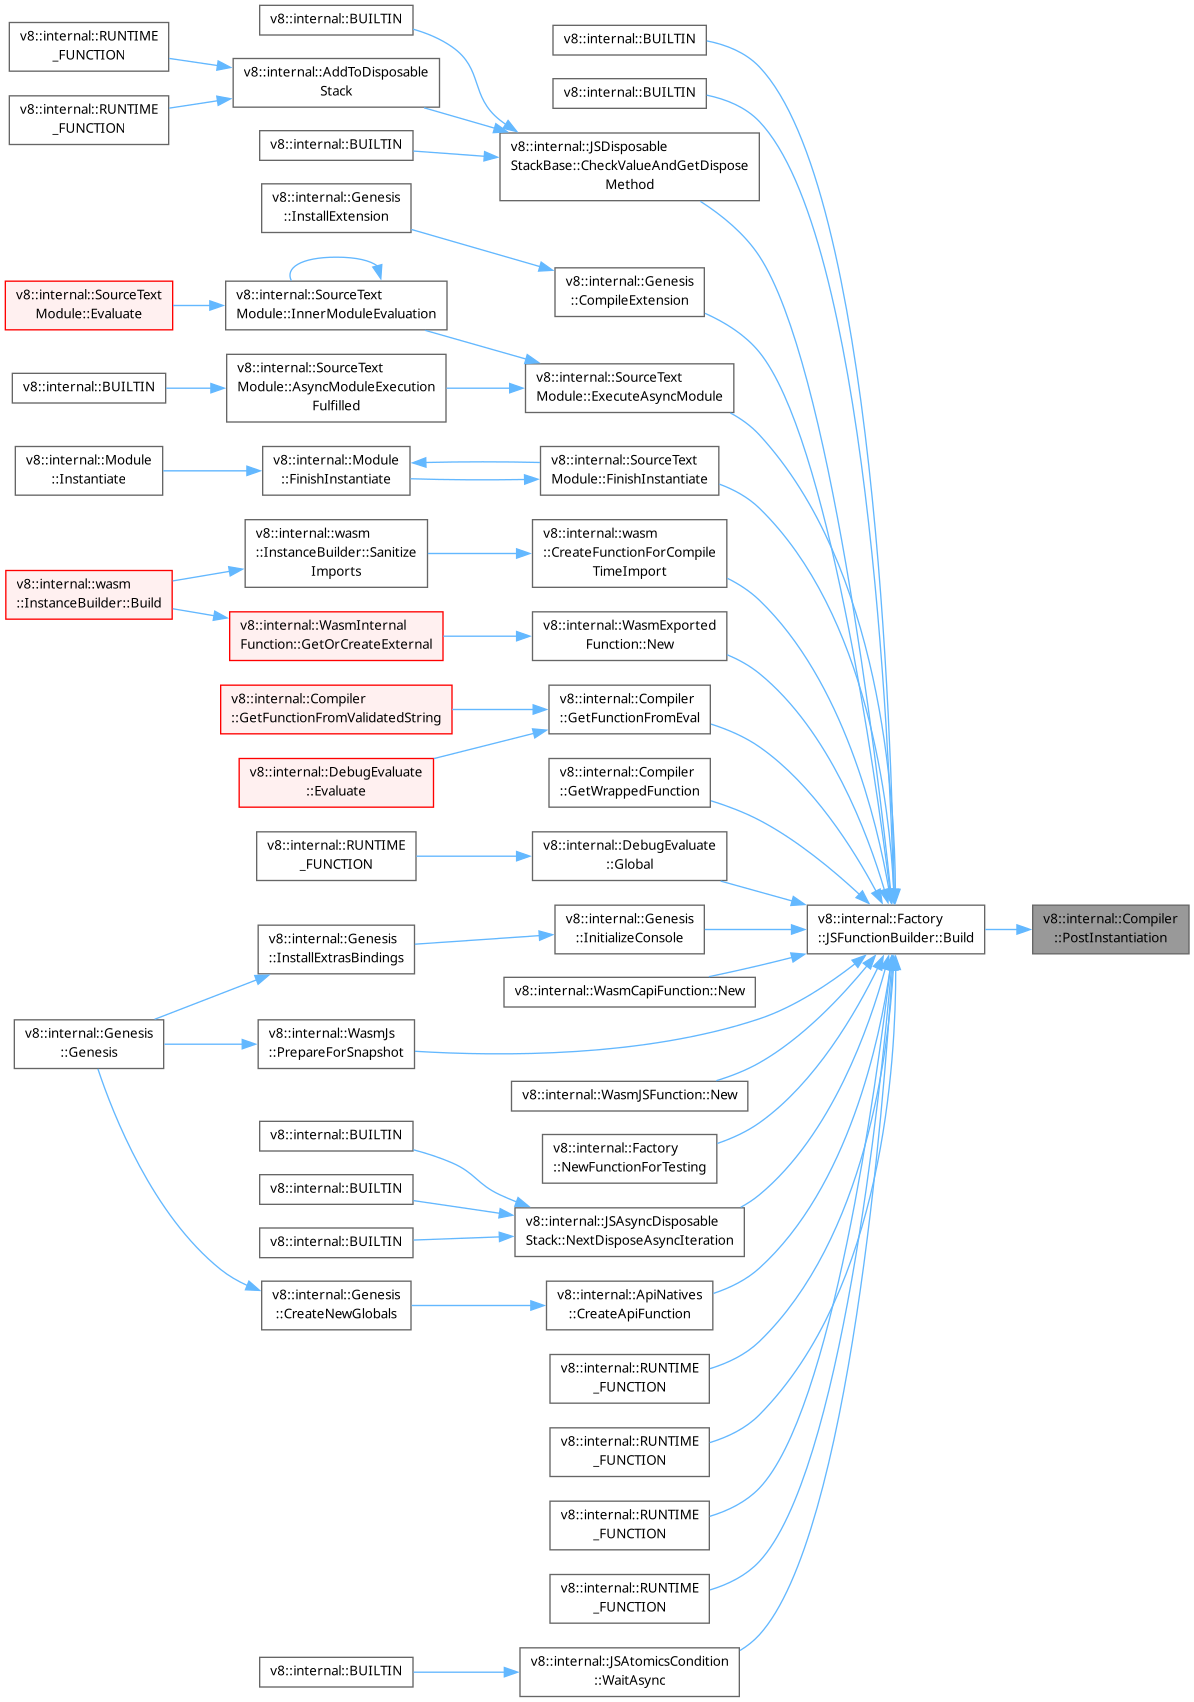 v8::internal::RUNTIME
_FUNCTION
v8::internal::RUNTIME
_FUNCTION
v8::internal::SourceText
Module::Evaluate
v8::internal::BUILTIN
v8::internal::Module
::Instantiate
v8::internal::wasm
::InstanceBuilder::Build
v8::internal::Genesis
::Genesis
v8::internal::BUILTIN
v8::internal::AddToDisposable
Stack
v8::internal::BUILTIN
v8::internal::Genesis
::InstallExtension
v8::internal::SourceText
Module::InnerModuleEvaluation
v8::internal::SourceText
Module::AsyncModuleExecution
Fulfilled
v8::internal::Module
::FinishInstantiate
v8::internal::wasm
::InstanceBuilder::Sanitize
Imports
v8::internal::WasmInternal
Function::GetOrCreateExternal
v8::internal::Compiler
::GetFunctionFromValidatedString
v8::internal::DebugEvaluate
::Evaluate
v8::internal::RUNTIME
_FUNCTION
v8::internal::Genesis
::InstallExtrasBindings
v8::internal::WasmJs
::PrepareForSnapshot
v8::internal::BUILTIN
v8::internal::BUILTIN
v8::internal::BUILTIN
v8::internal::Genesis
::CreateNewGlobals
v8::internal::BUILTIN
v8::internal::BUILTIN
v8::internal::BUILTIN
v8::internal::JSDisposable
StackBase::CheckValueAndGetDispose
Method
v8::internal::Genesis
::CompileExtension
v8::internal::SourceText
Module::ExecuteAsyncModule
v8::internal::SourceText
Module::FinishInstantiate
v8::internal::wasm
::CreateFunctionForCompile
TimeImport
v8::internal::WasmExported
Function::New
v8::internal::Compiler
::GetFunctionFromEval
v8::internal::Compiler
::GetWrappedFunction
v8::internal::DebugEvaluate
::Global
v8::internal::Genesis
::InitializeConsole
v8::internal::WasmCapiFunction::New
v8::internal::WasmJSFunction::New
v8::internal::Factory
::NewFunctionForTesting
v8::internal::JSAsyncDisposable
Stack::NextDisposeAsyncIteration
v8::internal::ApiNatives
::CreateApiFunction
v8::internal::RUNTIME
_FUNCTION
v8::internal::RUNTIME
_FUNCTION
v8::internal::RUNTIME
_FUNCTION
v8::internal::RUNTIME
_FUNCTION
v8::internal::JSAtomicsCondition
::WaitAsync
v8::internal::Factory
::JSFunctionBuilder::Build
v8::internal::Compiler
::PostInstantiation